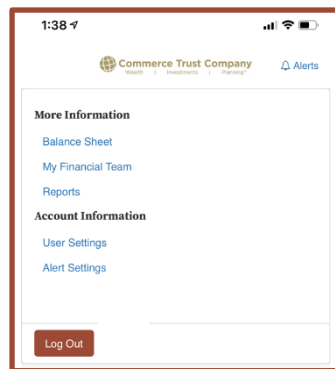 1:38
Commerce Trust Company
Wealth | Investments | Planning®
Alerts
More Information
Balance Sheet
My Financial Team
Reports
Account Information
User Settings
Alert Settings
Log Out